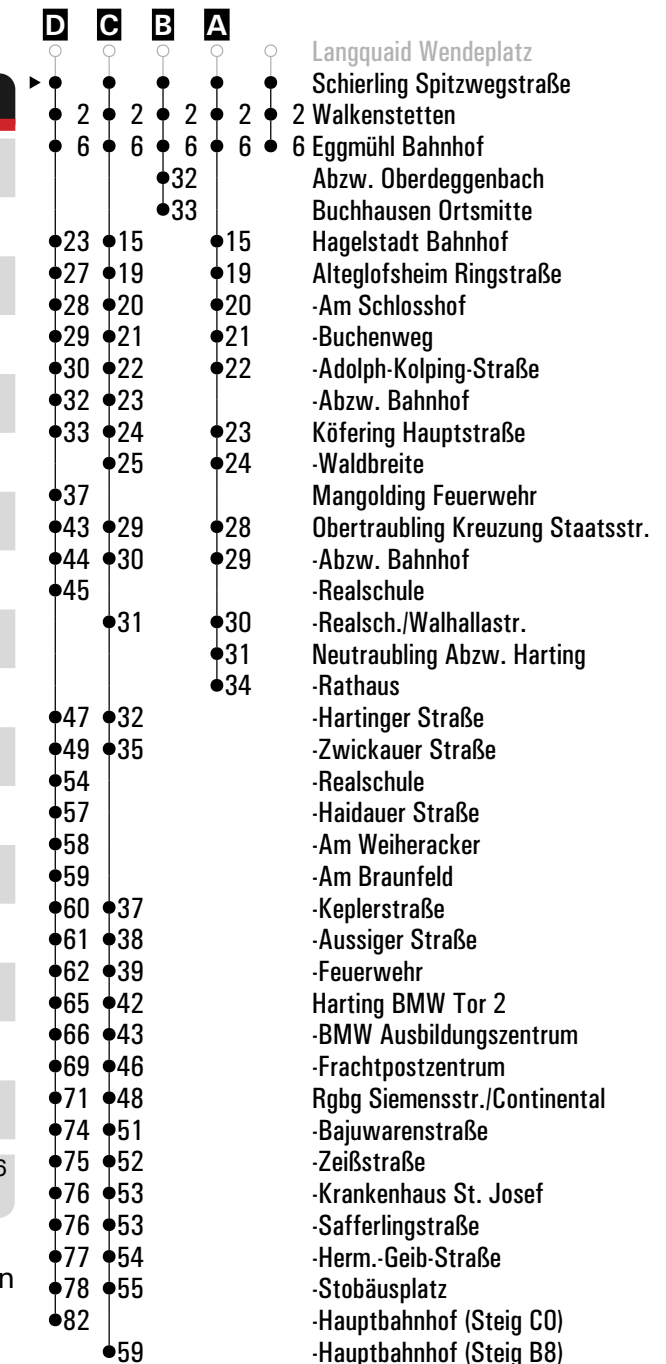 D C B A
Langquaid Wendeplatz
Schierling Spitzwegstraße
2 2 2 2 2 Walkenstetten
6 6 6 6 6 Eggmühl Bahnhof
32 Abzw. Oberdeggenbach
33 Buchhausen Ortsmitte
23 15 15 Hagelstadt Bahnhof
27 19 19 Alteglofsheim Ringstraße
28 20 20 -Am Schlosshof
29 21 21 -Buchenweg
30 22 22 -Adolph-Kolping-Straße
32 23 -Abzw. Bahnhof
33 24 23 Köfering Hauptstraße
25 24 -Waldbreite
37 Mangolding Feuerwehr
43 29 28 Obertraubling Kreuzung Staatsstr.
44 30 29 -Abzw. Bahnhof
45 -Realschule
31 30 -Realsch./Walhallastr.
31 Neutraubling Abzw. Harting
34 -Rathaus
47 32 -Hartinger Straße
49 35 -Zwickauer Straße
54 -Realschule
57 -Haidauer Straße
58 -Am Weiheracker
59 -Am Braunfeld
60 37 -Keplerstraße
61 38 -Aussiger Straße
62 39 -Feuerwehr
65 42 Harting BMW Tor 2
66 43 -BMW Ausbildungszentrum
69 46 -Frachtpostzentrum
71 48 Rgbg Siemensstr./Continental
74 51 -Bajuwarenstraße
75 52 -Zeißstraße
76 53 -Krankenhaus St. Josef
76 53 -Safferlingstraße
77 54 -Herm.-Geib-Straße
n
78 55 -Stobäusplatz
82 -Hauptbahnhof (Steig C0)
59 -Hauptbahnhof (Steig B8)